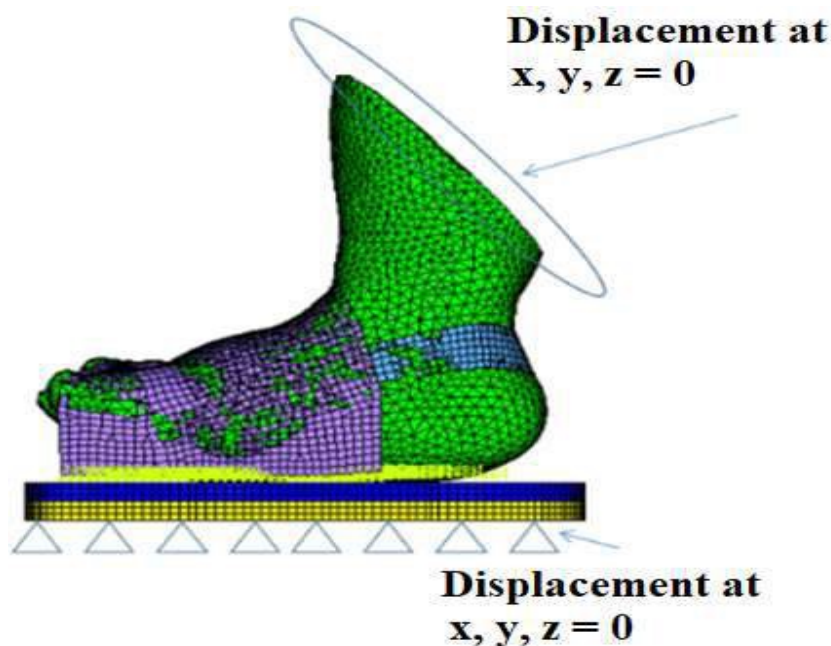 Displacement at
x, y, z = 0
Displacement at
x, y, z = 0